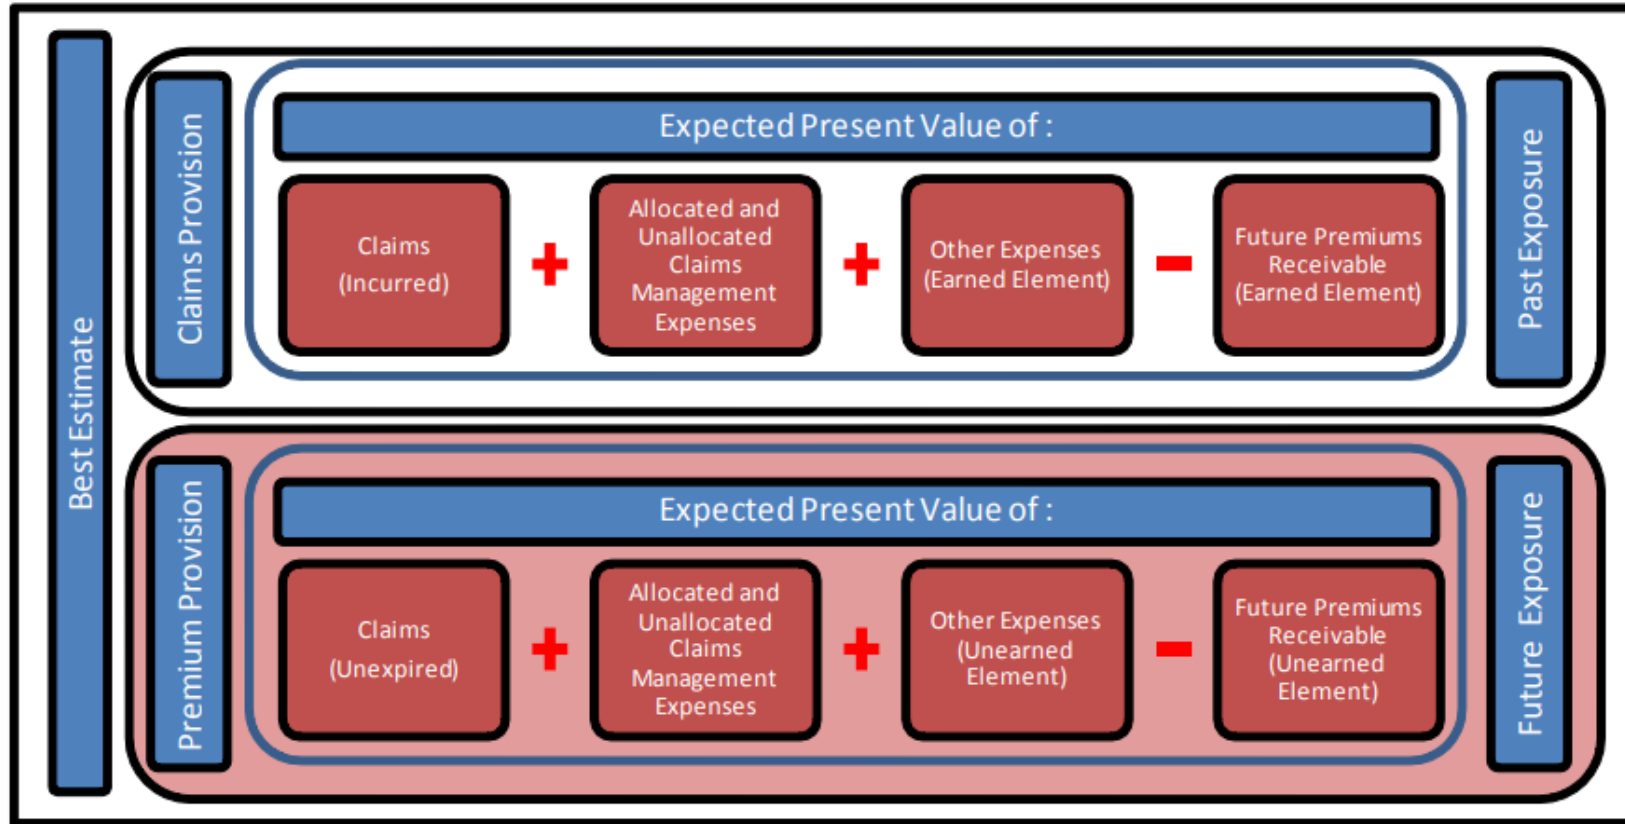 Best Estimate
Claims Provision
Expected Present Value of :
Claims
(Incurred)
Allocated and
Unallocated
Claims
Management
Expenses
Other Expenses
(Earned Element)
Future Premiums
Receivable
(Earned Element)
Past Exposure
Premium Provision
Expected Present Value of :
Claims
(Unexpired)
Allocated and
Unallocated
Claims
Management
Expenses
Other Expenses
(Unearned
Element)
Future Premiums
Receivable
(Unearned
Element)
Future Exposure